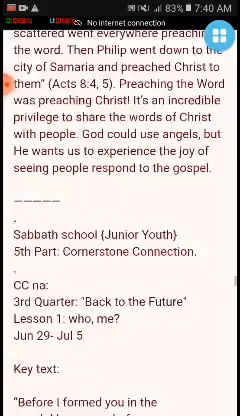 83% 7:40 AM
No internet connection
scattered went everywhere preaching
the word. Then Philip went down to the
city of Samaria and preached Christ to
them” (Acts 8:4, 5). Preaching the Word
was preaching Christ! It’s an incredible
privilege to share the words of Christ
with people. God could use angels, but
He wants us to experience the joy of
seeing people respond to the gospel.
—————
.
Sabbath school {Junior Youth}
5th Part: Cornerstone Connection.
.
CC na:
3rd Quarter: "Back to the Future"
Lesson 1: who, me?
Jun 29- Jul 5
Key text:
“Before I formed you in the